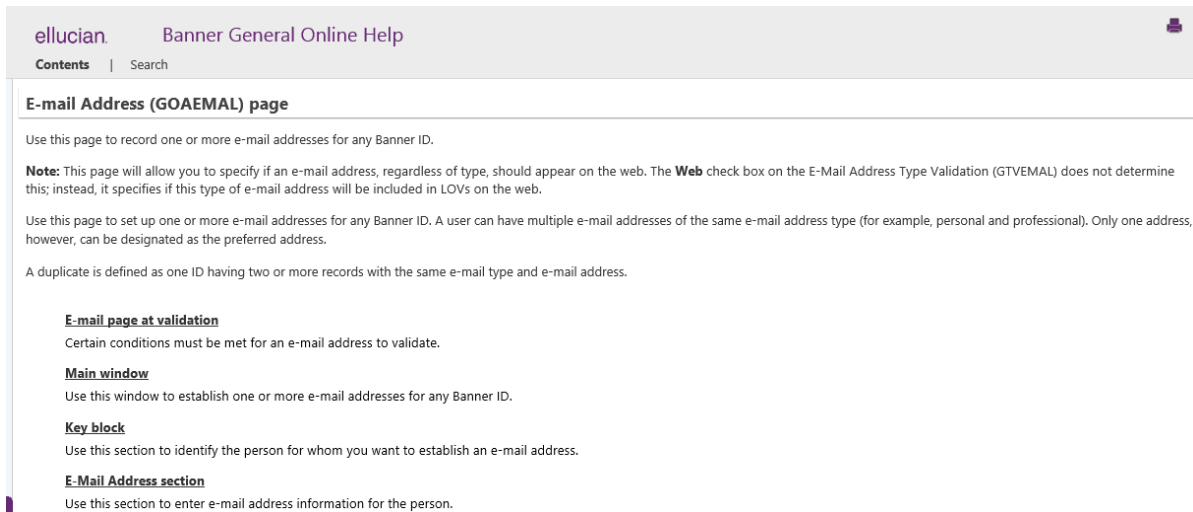 ellucian. Banner General Online Help
Contents | Search
E-mail Address (GOAEMAL) page
Use this page to record one or more e-mail addresses for any Banner ID.
Note: This page will allow you to specify if an e-mail address, regardless of type, should appear on the web. The Web check box on the E-Mail Address Type Validation (GTVEMAL) does not determine
this; instead, it specifies if this type of e-mail address will be included in LOVs on the web.
Use this page to set up one or more e-mail addresses for any Banner ID. A user can have multiple e-mail addresses of the same e-mail address type (for example, personal and professional). Only one address,
however, can be designated as the preferred address.
A duplicate is defined as one ID having two or more records with the same e-mail type and e-mail address.
E-mail page at validation
Certain conditions must be met for an e-mail address to validate.
Main window
Use this window to establish one or more e-mail addresses for any Banner ID.
Key block
Use this section to identify the person for whom you want to establish an e-mail address.
E-Mail Address section
Use this section to enter e-mail address information for the person.